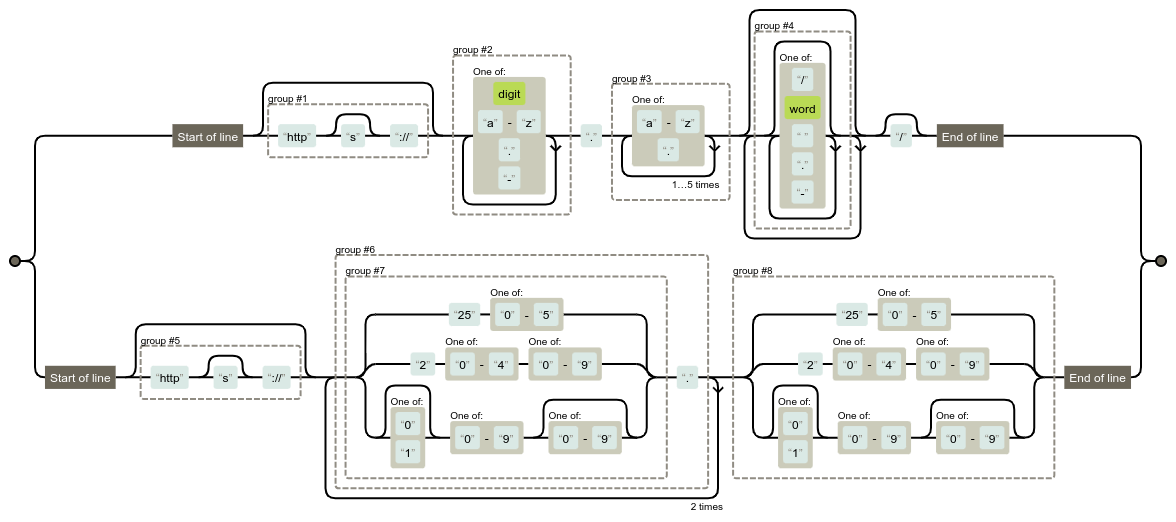 group #4
group #2
One of:
group #3
One of:
group #1
Start of line
“http” “s” “://”
digit
“a” - “z”
“.”
“-”
“.”
One of:
“a” - “z”
“.”
1…5 times
“/”
word
“ ”
“.”
“-”
“/”
End of line
group #6
group #7
One of:
“25” “0” - “5”
One of: One of:
“2” “0” - “4” “0” - “9”
One of: One of: One of:
“0”
“1”
“0” - “9” “0” - “9”
group #5
Start of line
“http” “s” “://”
“.”
2 times
group #8
One of:
“25” “0” - “5”
One of: One of:
“2” “0” - “4” “0” - “9”
One of: One of: One of:
“0”
“1”
“0” - “9” “0” - “9”
End of line